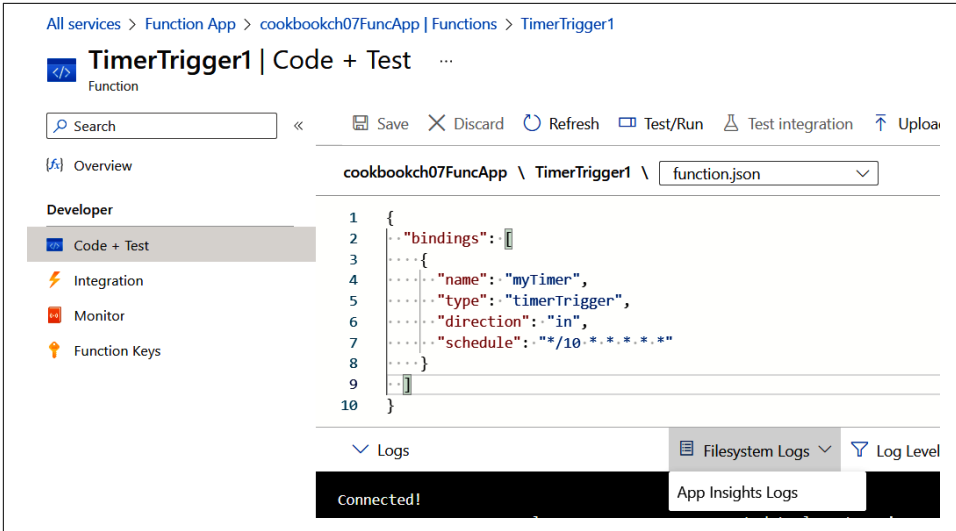 All services > Function App > cookbookch07FuncApp | Functions > TimerTrigger1
TimerTrigger1 | Code + Test ...
Function
Search «
Save Discard Refresh Test/Run Test integration Uploa
Overview
cookbookch07FuncApp \ TimerTrigger1 \ function.json
Developer
Code + Test
Integration
Monitor
Function Keys
1 {
2 "bindings": [
3 {
4 "name": "myTimer",
5 "type": "timerTrigger",
6 "direction": "in",
7 "schedule": "*/10 * * * * *"
8 }
9 ]
10 }
Logs Filesystem Logs Log Level
App Insights Logs
Connected!